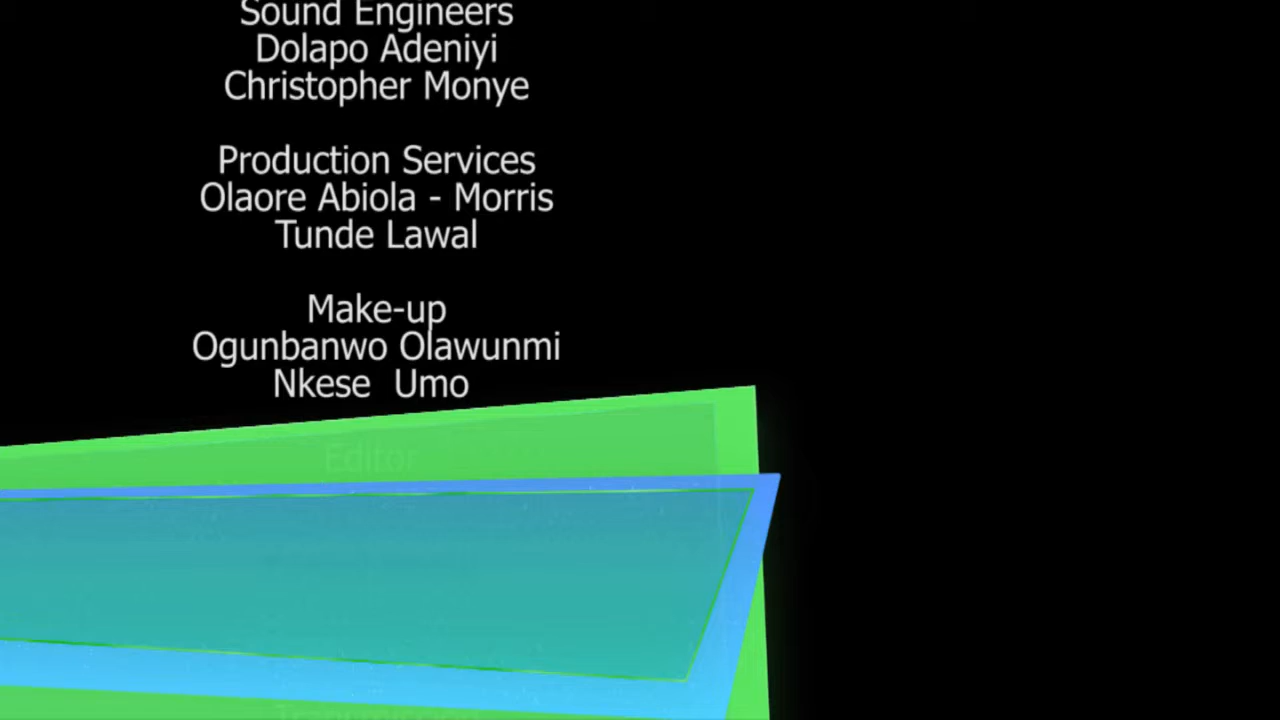 Sound Engineers
Dolapo Adeniyi
Christopher Monye
Production Services
Olaore Abiola - Morris
Tunde Lawal
Make-up
Ogunbanwo Olawunmi
Nkese Umo
Editor